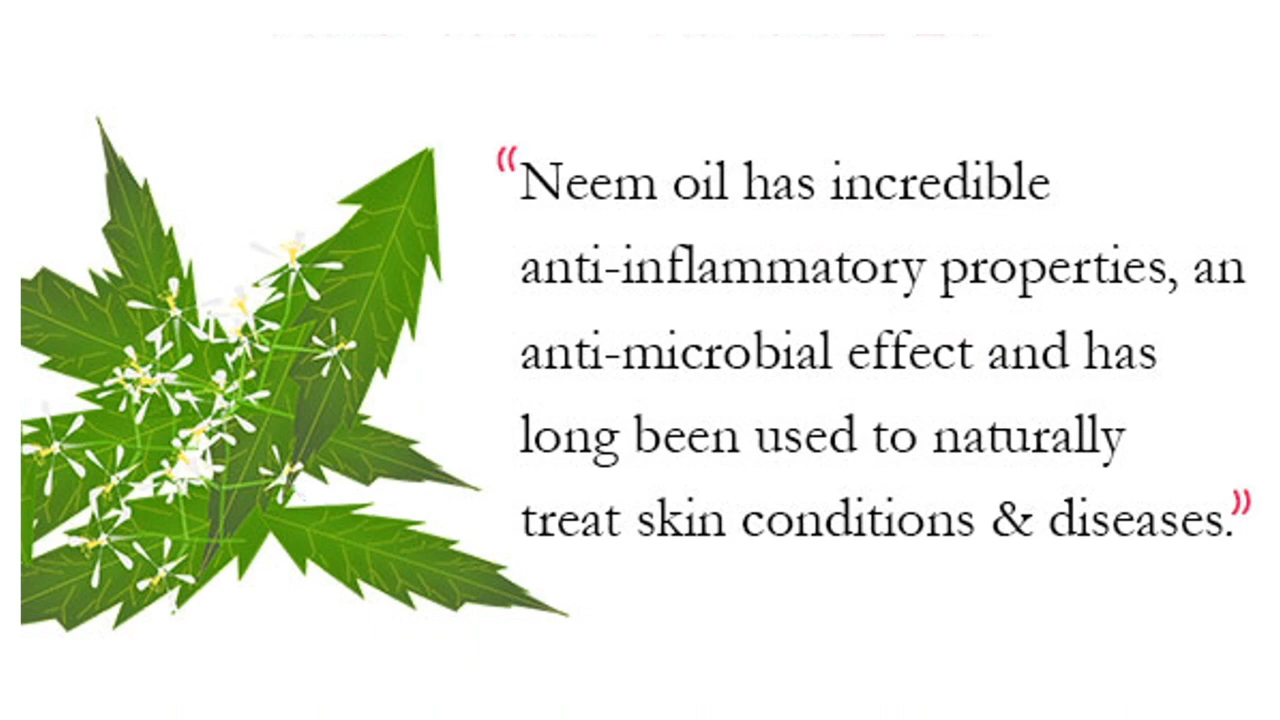 “Neem oil has incredible
anti-inflammatory properties, an
anti-microbial effect and has
long been used to naturally
treat skin conditions & diseases.”